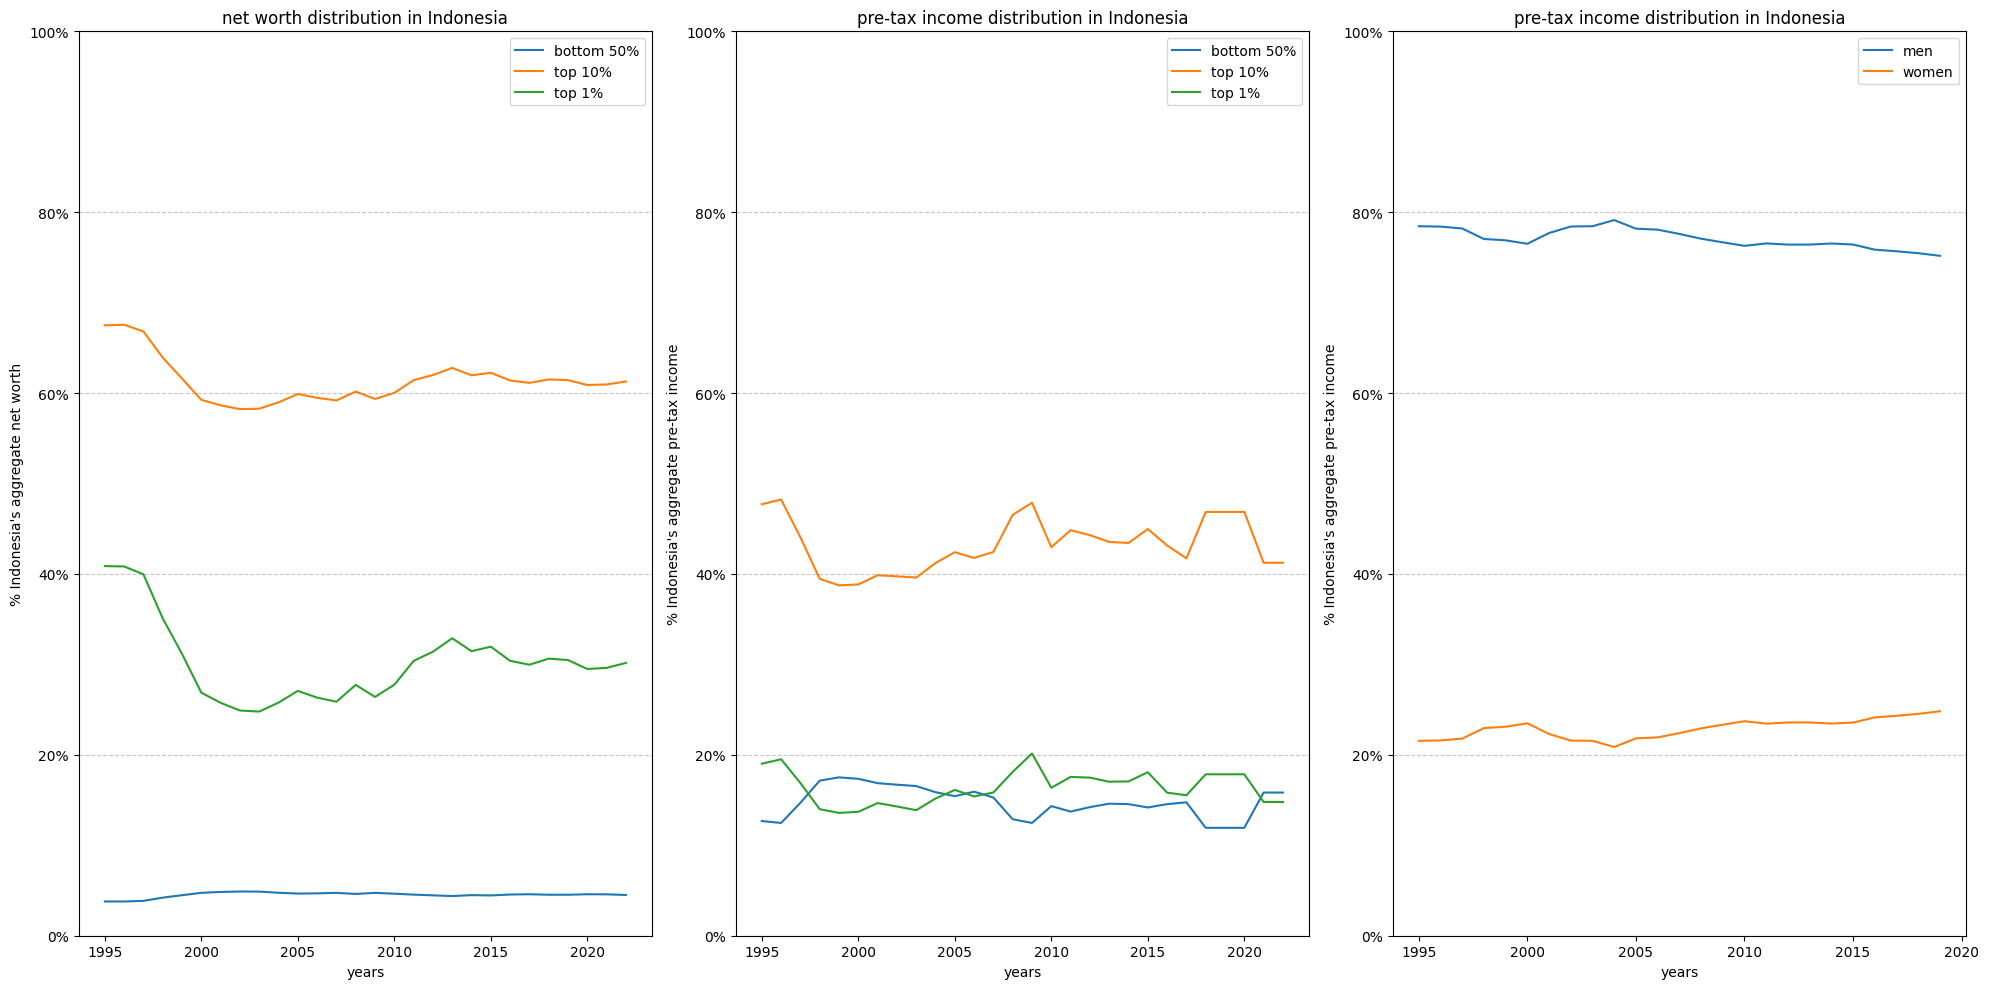 net worth distribution in Indonesia
100%
80%
60%
40%
20%
0%
% Indonesia's aggregate net worth
bottom 50%
top 10%
top 1%
1995
2000
2005
2010
2015
2020
years
pre-tax income distribution in Indonesia
100%
80%
60%
40%
20%
0%
% Indonesia's aggregate pre-tax income
bottom 50%
top 10%
top 1%
1995
2000
2005
2010
2015
2020
years
pre-tax income distribution in Indonesia
100%
80%
60%
40%
20%
0%
% Indonesia's aggregate pre-tax income
men
women
1995
2000
2005
2010
2015
2020
years